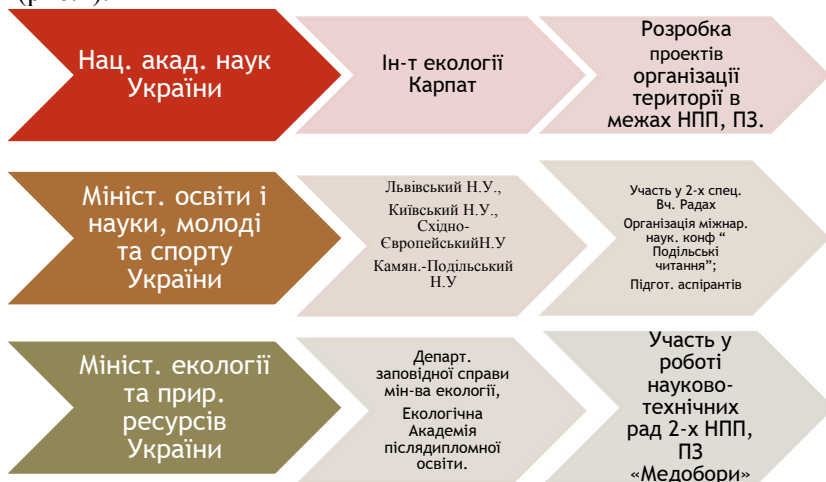 Нац. акад. наук
України
Ін-т екології
Карпат
Розробка
проектів
організації
території в
межах НПП, ПЗ.
Мініст. освіти і
науки, молоді
та спорту
України
Львівський Н.У.,
Київський Н.У.,
Східно-
ЄвропейськийН.У
Камян.-Подільський
Н.У
Участь у 2-х спец.
Вч. Радах
Організація міжнар.
наук. конф “
Подільські
читання”;
Підгот. аспірантів
Мініст. екології
та прир.
ресурсів
України
Департ.
заповідної справи
мін-ва екології,
Екологічна
Академія
післядипломної
освіти.
Участь у
роботі
науково-
технічних
рад 2-х НПП,
ПЗ
«Медобори»